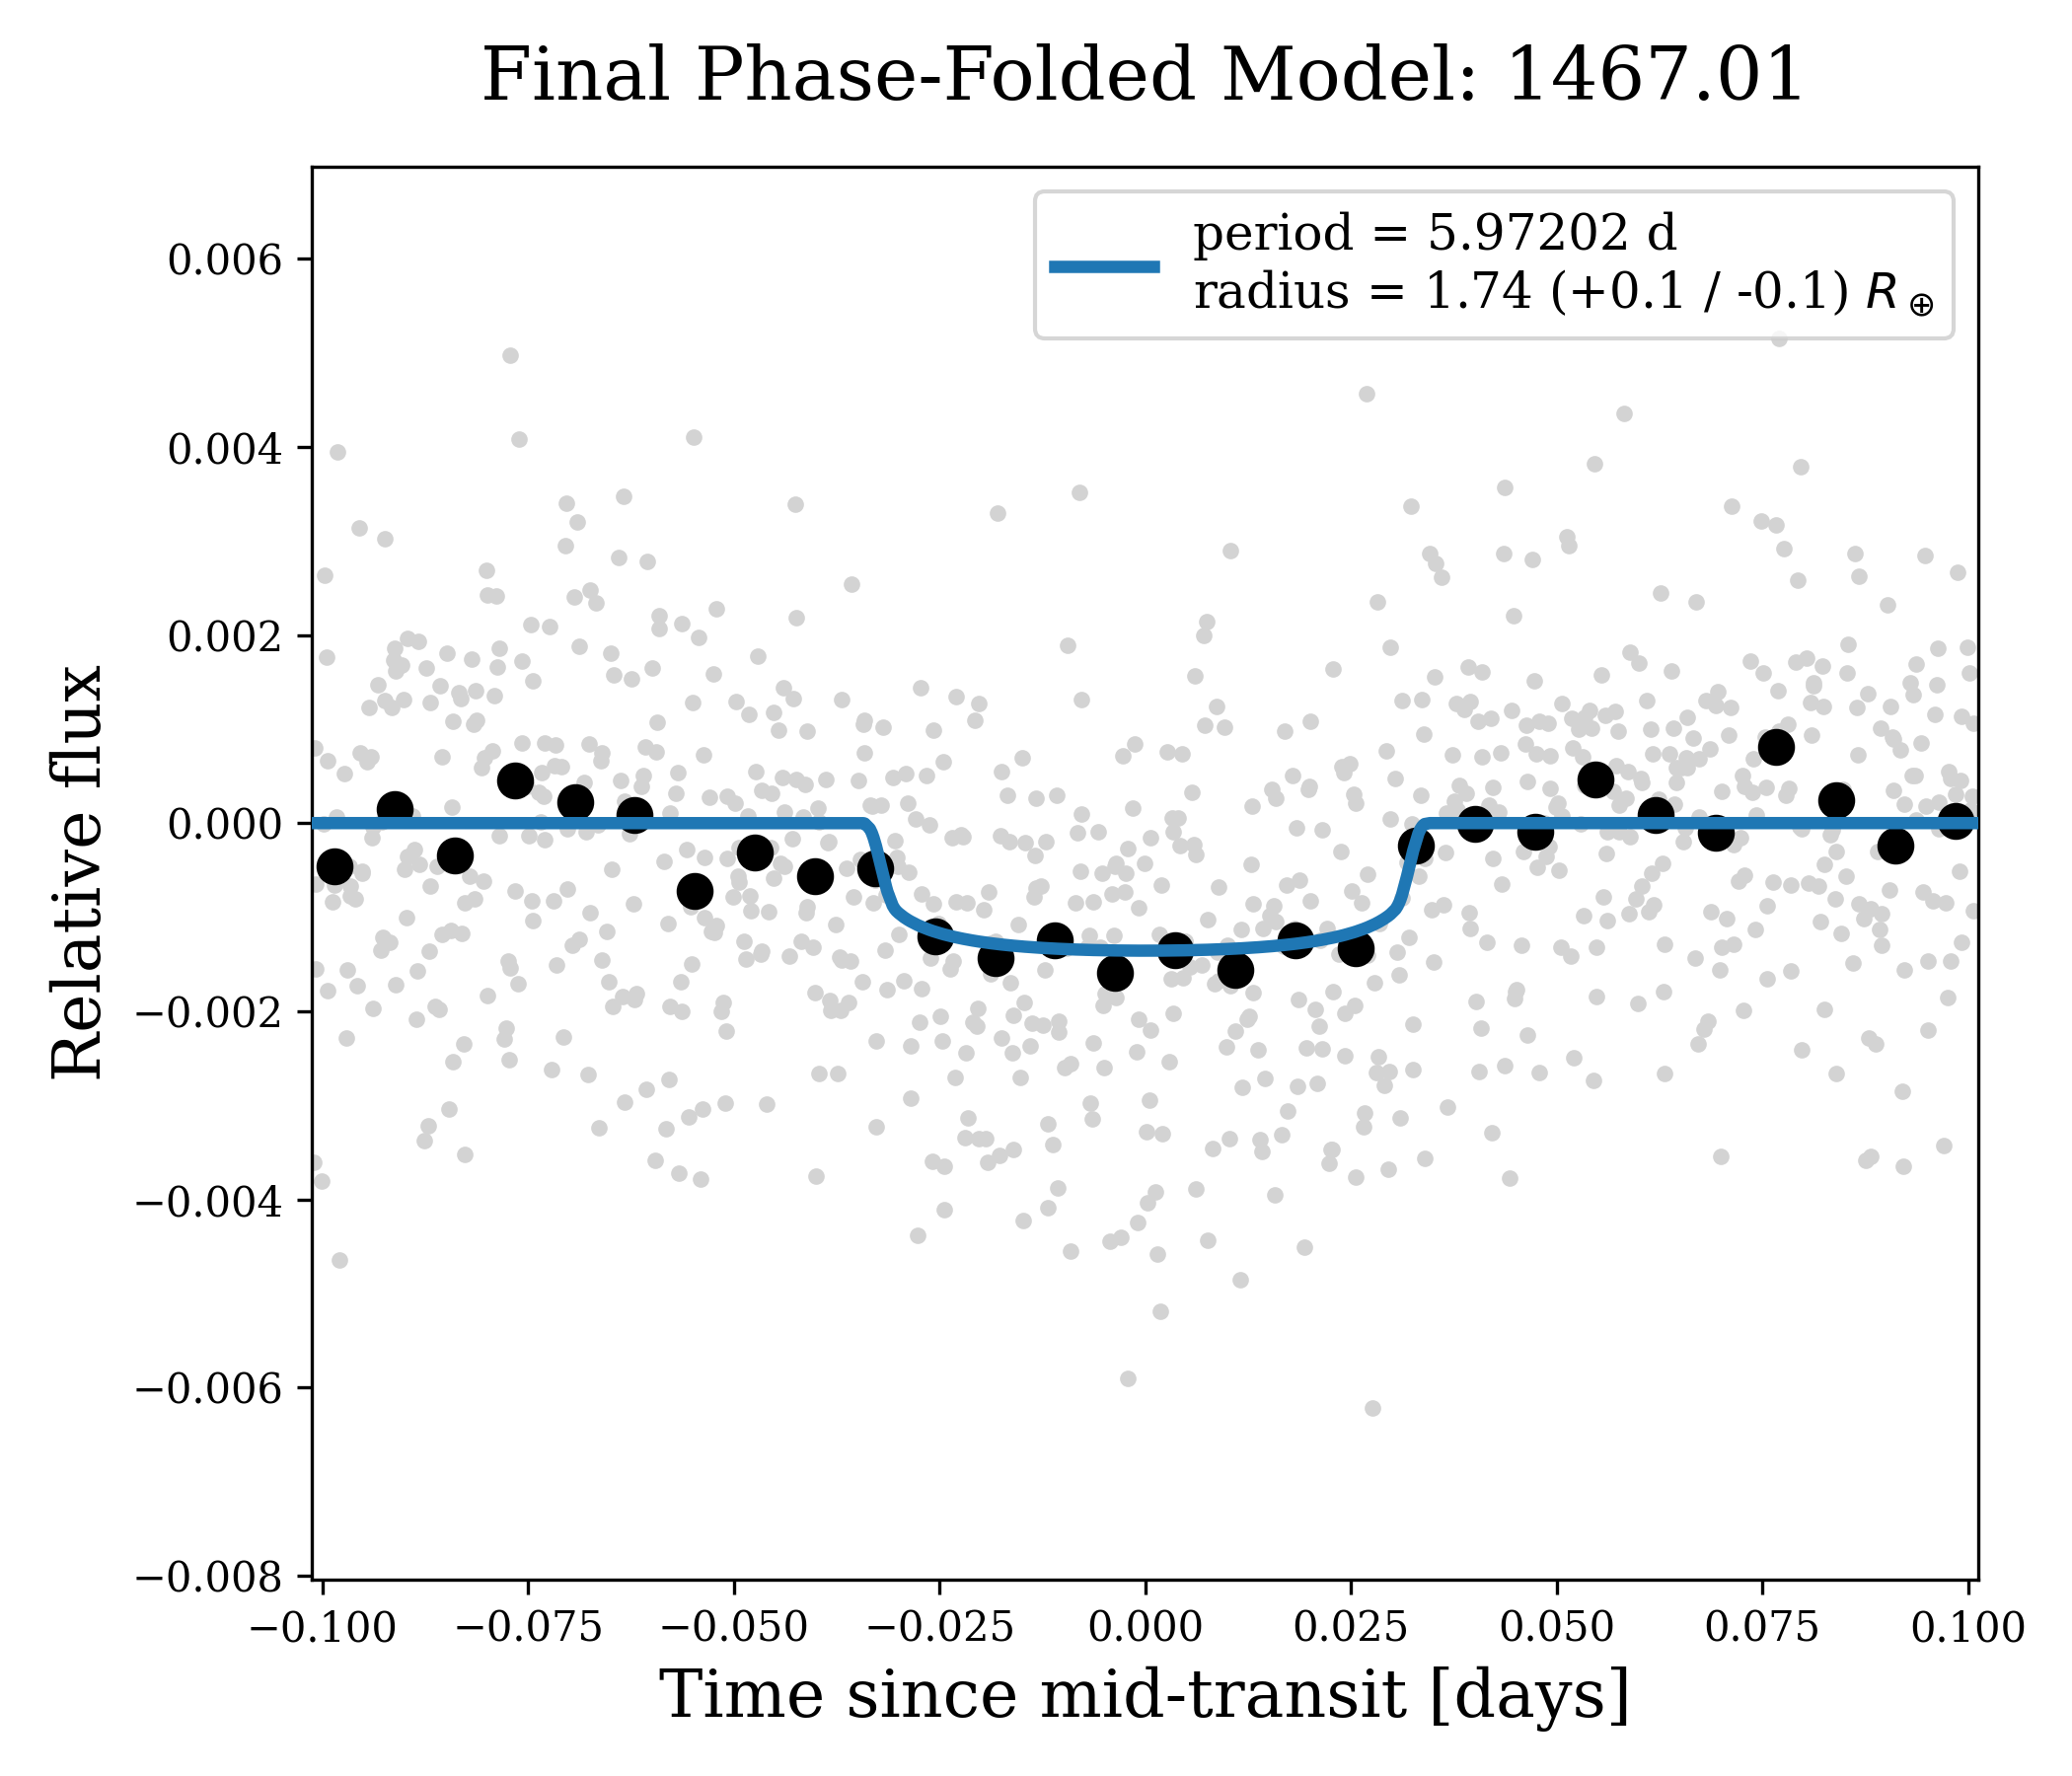 Final Phase-Folded Model: 1467.01
period = 5.97202 d
radius = 1.74 (+0.1 / -0.1) R⊕
Relative flux
0.006
0.004
0.002
0.000
−0.002
−0.004
−0.006
−0.008
−0.100 −0.075 −0.050 −0.025 0.000 0.025 0.050 0.075 0.100
Time since mid-transit [days]